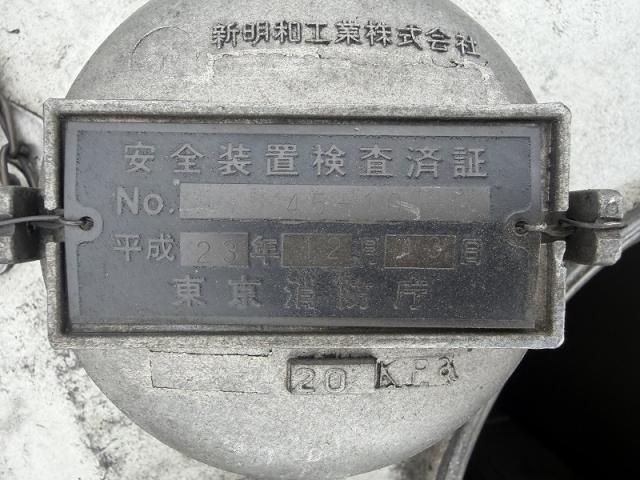 新明和工業株式会社
安全装置検査済証
No. 45-
平成 23 年 12 月 日
東京消防庁
20 KPa